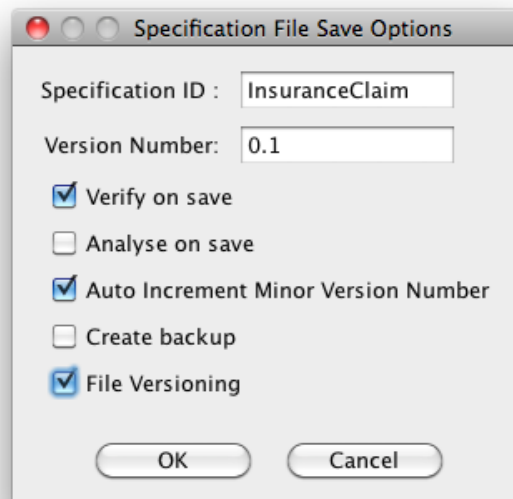 Specification File Save Options
Specification ID : InsuranceClaim
Version Number: 0.1
Verify on save
Analyse on save
Auto Increment Minor Version Number
Create backup
File Versioning
OK Cancel